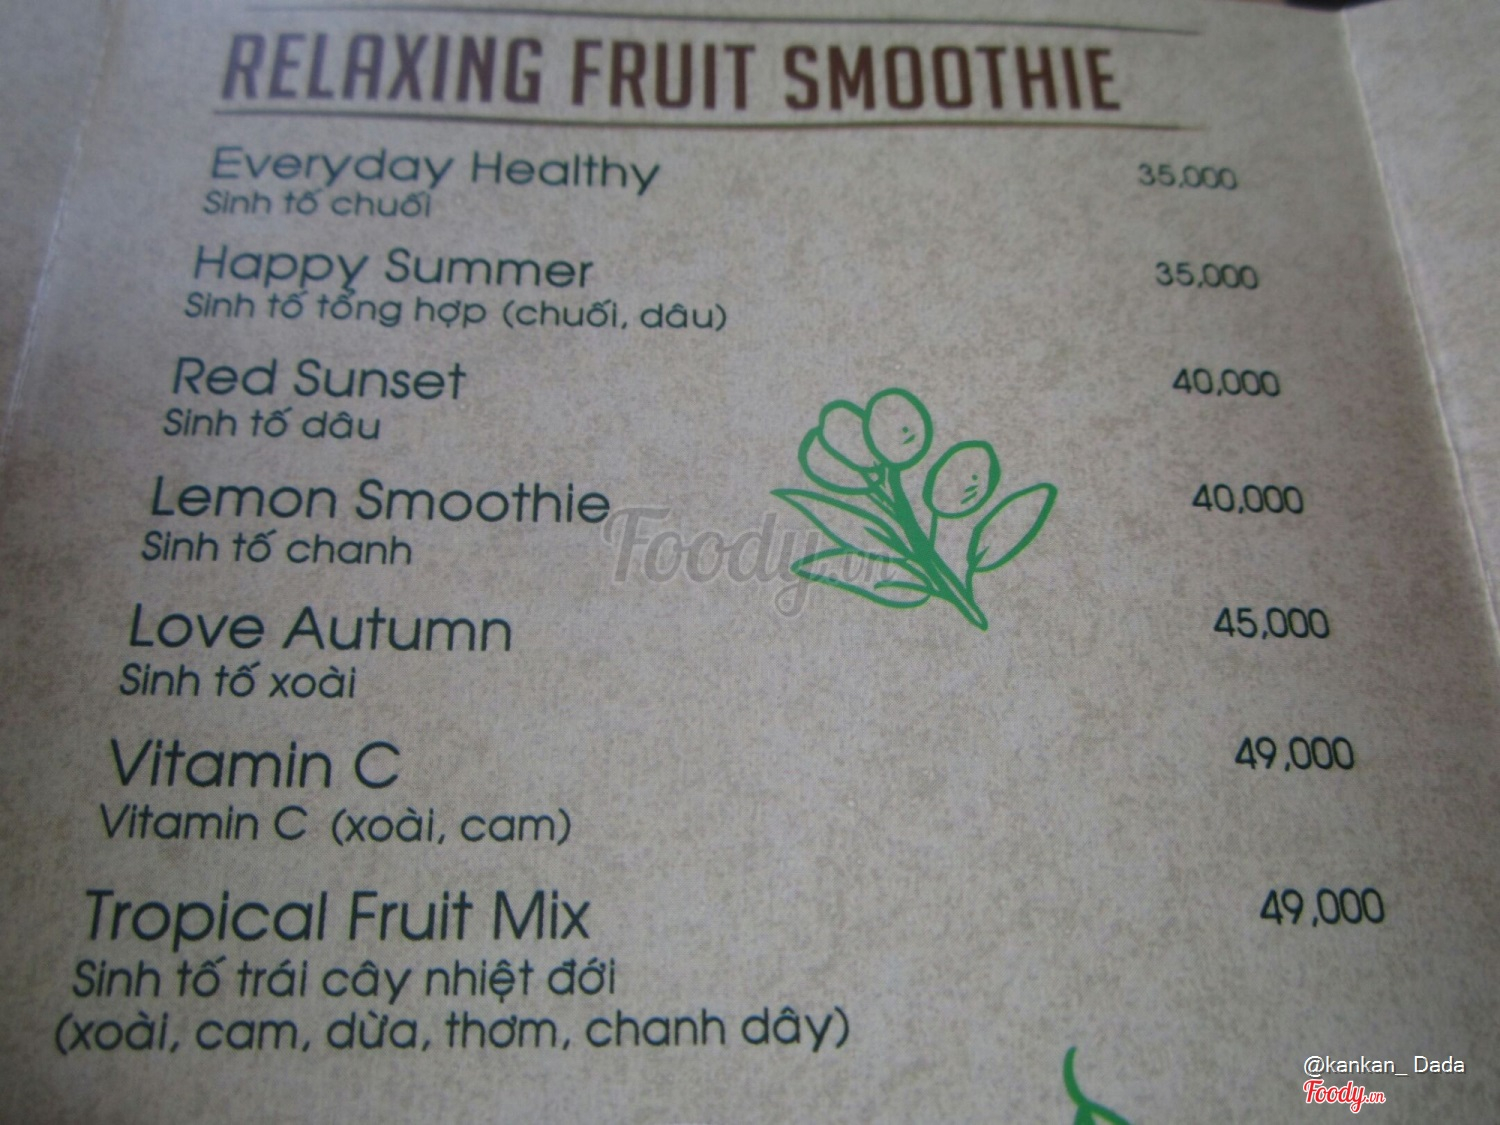 RELAXING FRUIT SMOOTHIE
Everyday Healthy 35,000
Sinh tố chuối
Happy Summer 35,000
Sinh tố tổng hợp (chuối, dâu)
Red Sunset 40,000
Sinh tố dâu
Lemon Smoothie 40,000
Sinh tố chanh
Foody.vn
Love Autumn 45,000
Sinh tố xoài
Vitamin C 49,000
Vitamin C (xoài, cam)
Tropical Fruit Mix 49,000
Sinh tố trái cây nhiệt đới
(xoài, cam, dừa, thơm, chanh dây)
@kankan_ Dada
Foody.vn